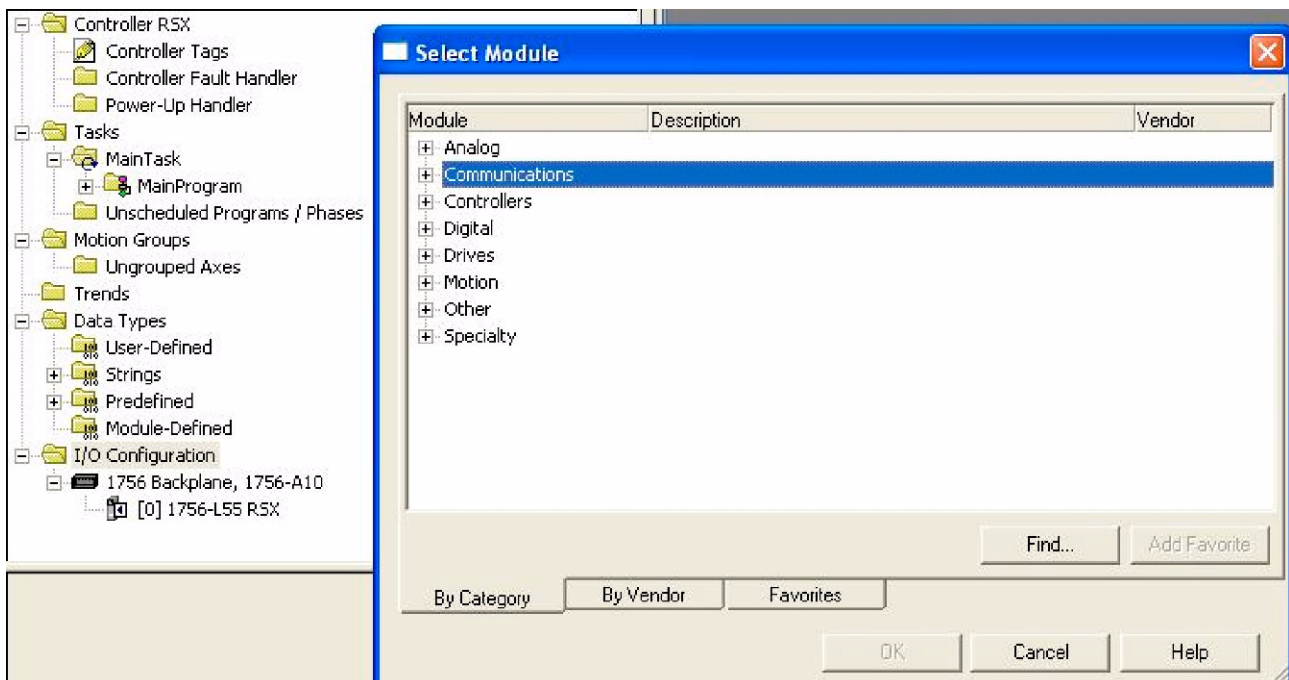 Controller RSX
Controller Tags
Controller Fault Handler
Power-Up Handler
Tasks
MainTask
MainProgram
Unscheduled Programs / Phases
Motion Groups
Ungrouped Axes
Trends
Data Types
User-Defined
Strings
Predefined
Module-Defined
I/O Configuration
1756 Backplane, 1756-A10
[0] 1756-L55 RSX
Select Module
Module Description Vendor
Analog
Communications
Controllers
Digital
Drives
Motion
Other
Specialty
Find... Add Favorite
By Category By Vendor Favorites
OK Cancel Help